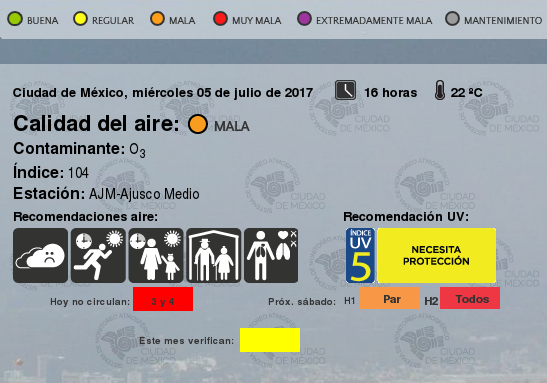 BUENA REGULAR MALA MUY MALA EXTREMADAMENTE MALA MANTENIMIENTO
Ciudad de México, miércoles 05 de julio de 2017 16 horas 22 ºC
Calidad del aire: MALA
Contaminante: O3
Índice: 104
Estación: AJM-Ajusco Medio
Recomendaciones aire: Recomendación UV:
ÍNDICE
UV
5
NECESITA
PROTECCIÓN
Hoy no circulan: 3 y 4 Próx. sábado: H1 Par H2 Todos
Este mes verifican:
CIUDAD
DE MÉXICO